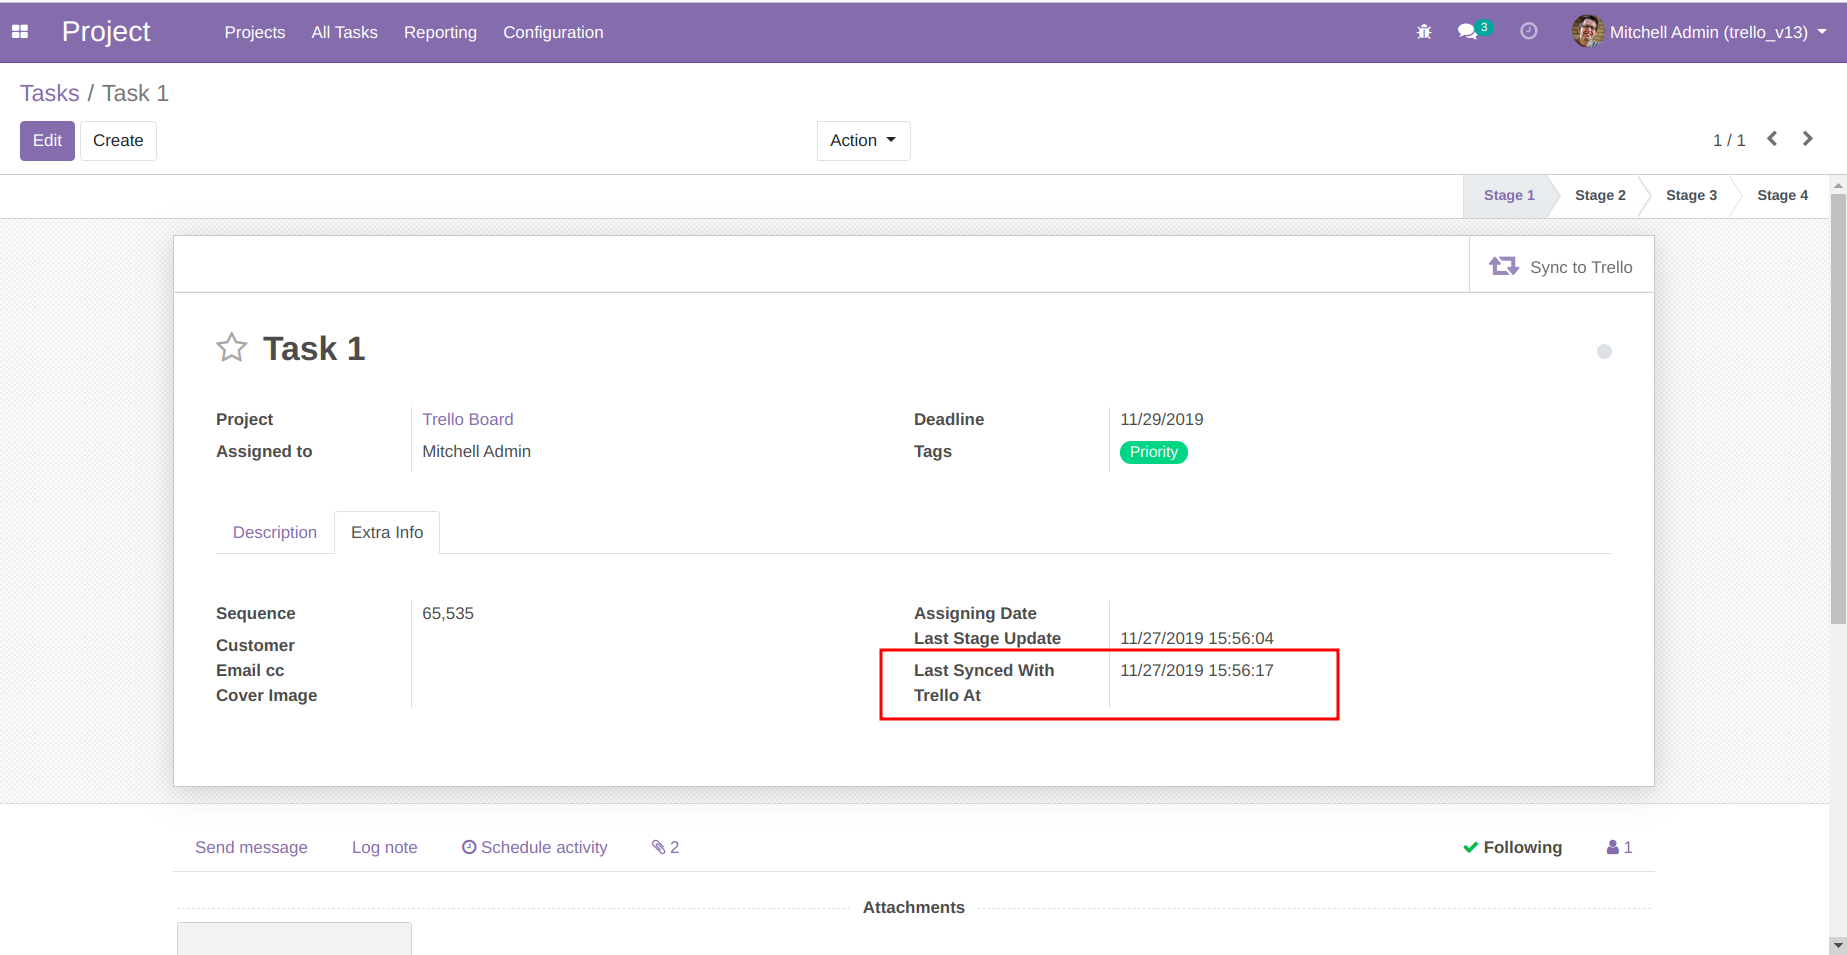 Project Projects All Tasks Reporting Configuration 3 Mitchell Admin (trello_v13)
Tasks / Task 1
Edit Create Action 1 / 1
Stage 1 Stage 2 Stage 3 Stage 4
Sync to Trello
Task 1
Project Trello Board Deadline 11/29/2019
Assigned to Mitchell Admin Tags Priority
Description Extra Info
Sequence 65,535 Assigning Date
Last Stage Update 11/27/2019 15:56:04
Customer
Email cc Last Synced With 11/27/2019 15:56:17
Cover Image Trello At
Send message Log note Schedule activity 2 Following 1
Attachments